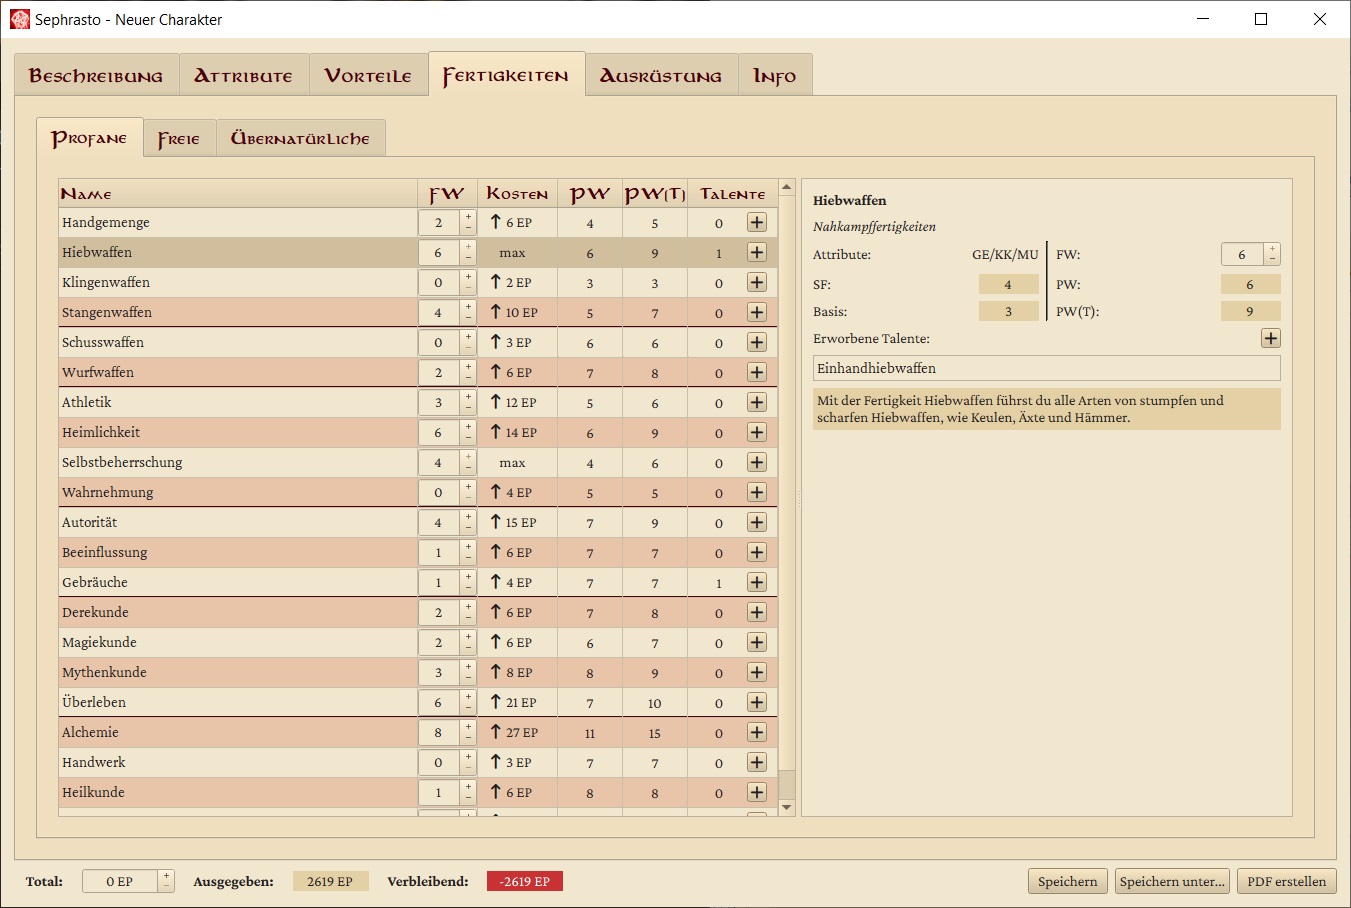 Sephrasto - Neuer Charakter
Beschreibung Attribute Vorteile Fertigkeiten Ausrüstung Info
Profane Freie Übernatürliche
Name FW Kosten PW PW(T) Talente
Handgemenge 2 + − ↑ 6 EP 4 5 0 +
Hiebwaffen 6 + − max 6 9 1 +
Klingenwaffen 0 + − ↑ 2 EP 3 3 0 +
Stangenwaffen 4 + − ↑ 10 EP 5 7 0 +
Schusswaffen 0 + − ↑ 3 EP 6 6 0 +
Wurfwaffen 2 + − ↑ 6 EP 7 8 0 +
Athletik 3 + − ↑ 12 EP 5 6 0 +
Heimlichkeit 6 + − ↑ 14 EP 6 9 0 +
Selbstbeherrschung 4 + − max 4 6 0 +
Wahrnehmung 0 + − ↑ 4 EP 5 5 0 +
Autorität 4 + − ↑ 15 EP 7 9 0 +
Beeinflussung 1 + − ↑ 6 EP 7 7 0 +
Gebräuche 1 + − ↑ 4 EP 7 7 1 +
Derekunde 2 + − ↑ 6 EP 7 8 0 +
Magiekunde 2 + − ↑ 6 EP 6 7 0 +
Mythenkunde 3 + − ↑ 8 EP 8 9 0 +
Überleben 6 + − ↑ 21 EP 7 10 0 +
Alchemie 8 + − ↑ 27 EP 11 15 0 +
Handwerk 0 + − ↑ 3 EP 7 7 0 +
Heilkunde 1 + − ↑ 6 EP 8 8 0 +
Hiebwaffen
Nahkampffertigkeiten
Attribute: GE/KK/MU FW: 6 + −
SF: 4 PW: 6
Basis: 3 PW(T): 9
Erworbene Talente: +
Einhandhiebwaffen
Mit der Fertigkeit Hiebwaffen führst du alle Arten von stumpfen und
scharfen Hiebwaffen, wie Keulen, Äxte und Hämmer.
Total: 0 EP + − Ausgegeben: 2619 EP Verbleibend: -2619 EP Speichern Speichern unter... PDF erstellen